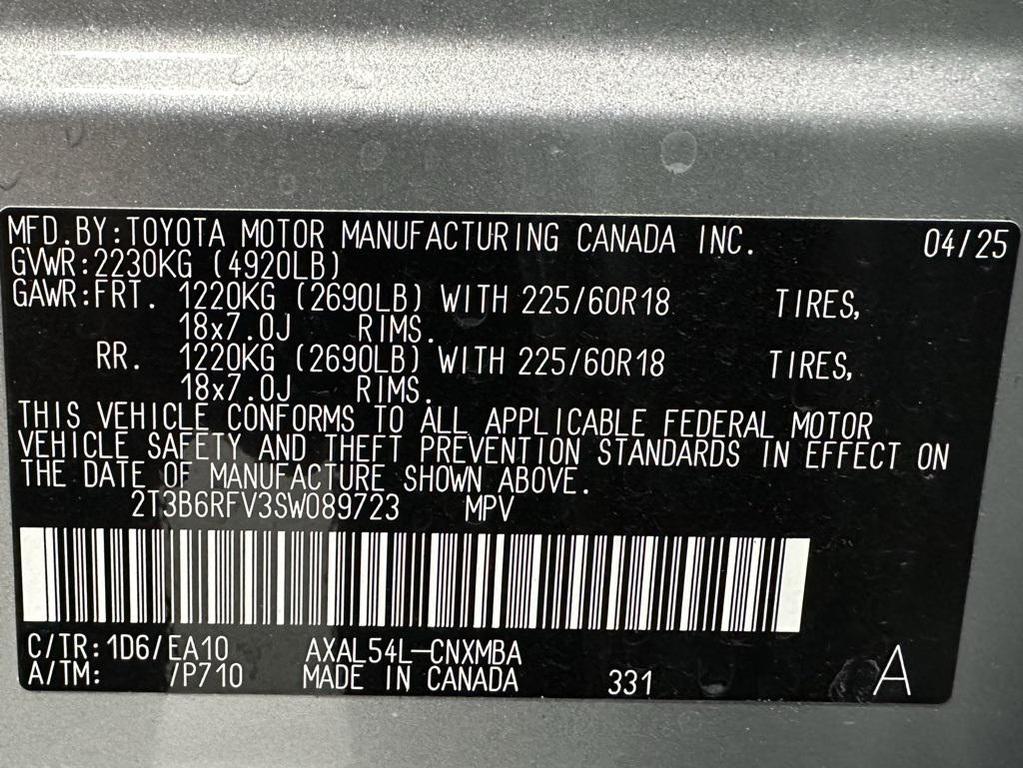 MFD.BY:TOYOTA MOTOR MANUFACTURING CANADA INC. 04/25
GVWR:2230KG (4920LB)
GAWR:FRT. 1220KG (2690LB) WITH 225/60R18 TIRES,
18x7.0J RIMS.
RR. 1220KG (2690LB) WITH 225/60R18 TIRES,
18x7.0J RIMS.
THIS VEHICLE CONFORMS TO ALL APPLICABLE FEDERAL MOTOR
VEHICLE SAFETY AND THEFT PREVENTION STANDARDS IN EFFECT ON
THE DATE OF MANUFACTURE SHOWN ABOVE.
2T3B6RFV3SW089723 MPV
C/TR:1D6/EA10 AXAL54L-CNXMBA
A/TM: /P710 MADE IN CANADA 331 A